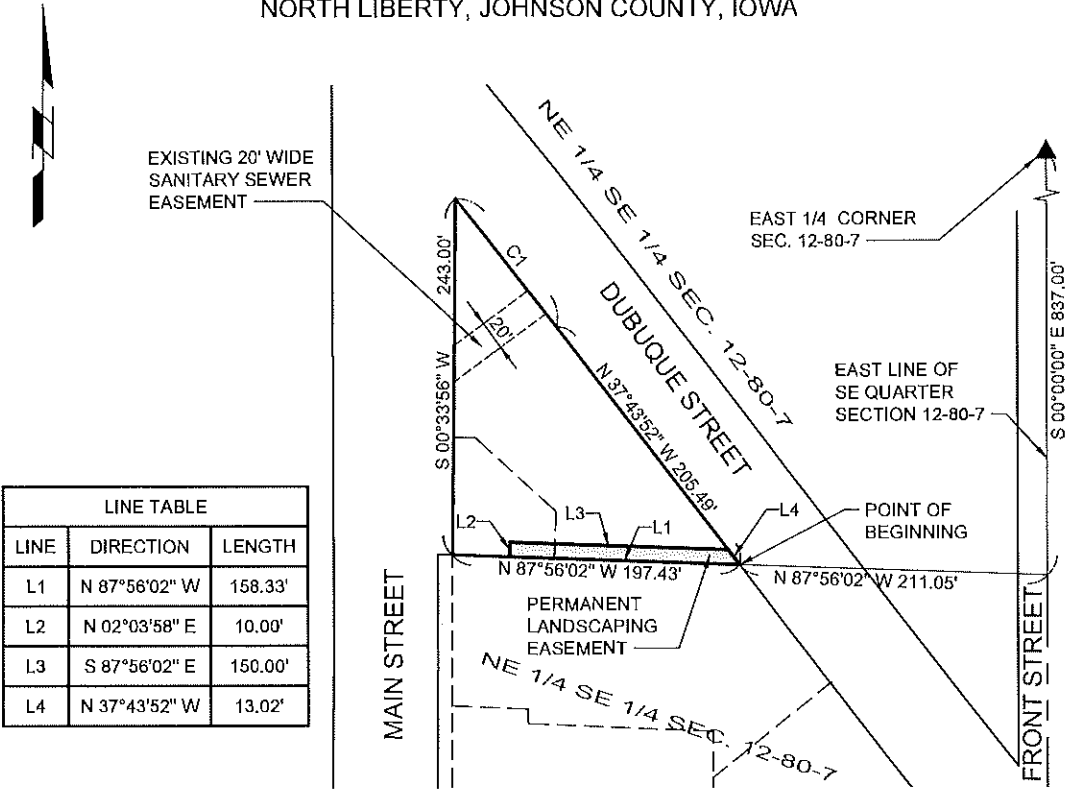 NORTH LIBERTY, JOHNSON COUNTY, IOWA
N
EXISTING 20' WIDE
SANITARY SEWER
EASEMENT
NE 1/4 SE 1/4 SEC. 12-80-7
EAST 1/4 CORNER
SEC. 12-80-7
243.00'
S 00°33'56" W
C1
20'
DUBUQUE STREET
N 37°43'52" W 205.49'
S 00°00'00" E 837.00'
EAST LINE OF
SE QUARTER
SECTION 12-80-7
POINT OF
BEGINNING
L2
L3
L1
L4
N 87°56'02" W 197.43'
N 87°56'02" W 211.05'
PERMANENT
LANDSCAPING
EASEMENT
MAIN STREET
NE 1/4 SE 1/4 SEC. 12-80-7
FRONT STREET
LINE TABLE
LINE DIRECTION LENGTH
L1 N 87°56'02" W 158.33'
L2 N 02°03'58" E 10.00'
L3 S 87°56'02" E 150.00'
L4 N 37°43'52" W 13.02'